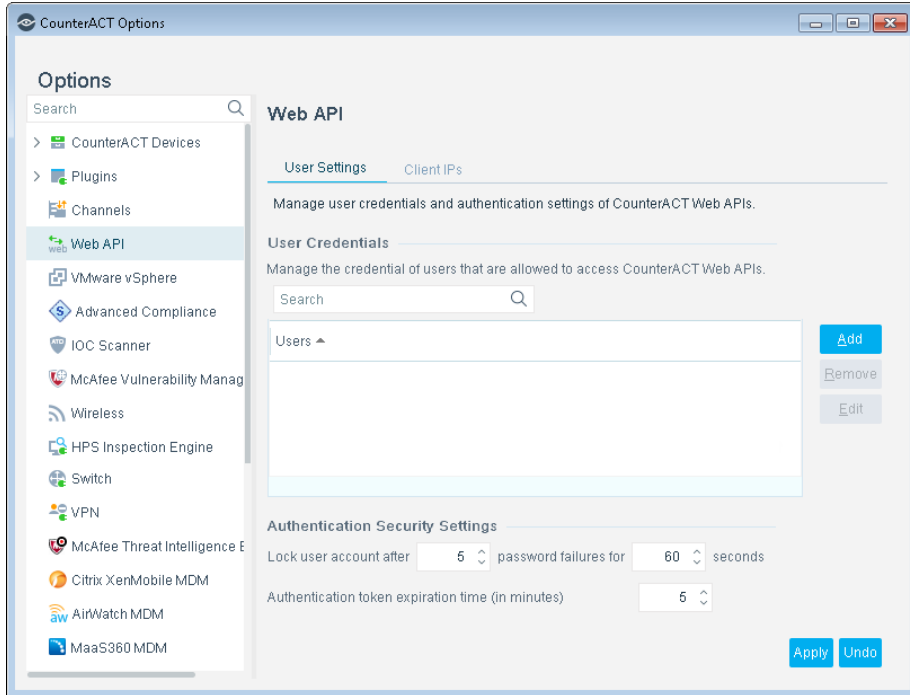 CounterACT Options
Options
Search
CounterACT Devices
Plugins
Channels
web Web API
VMware vSphere
S Advanced Compliance
ATD IOC Scanner
McAfee Vulnerability Manag
Wireless
HPS Inspection Engine
Switch
VPN
McAfee Threat Intelligence E
Citrix XenMobile MDM
aw AirWatch MDM
MaaS360 MDM
Web API
User Settings Client IPs
Manage user credentials and authentication settings of CounterACT Web APIs.
User Credentials
Manage the credential of users that are allowed to access CounterACT Web APIs.
Search
Users
Add
Remove
Edit
Authentication Security Settings
Lock user account after 5 password failures for 60 seconds
Authentication token expiration time (in minutes) 5
Apply Undo